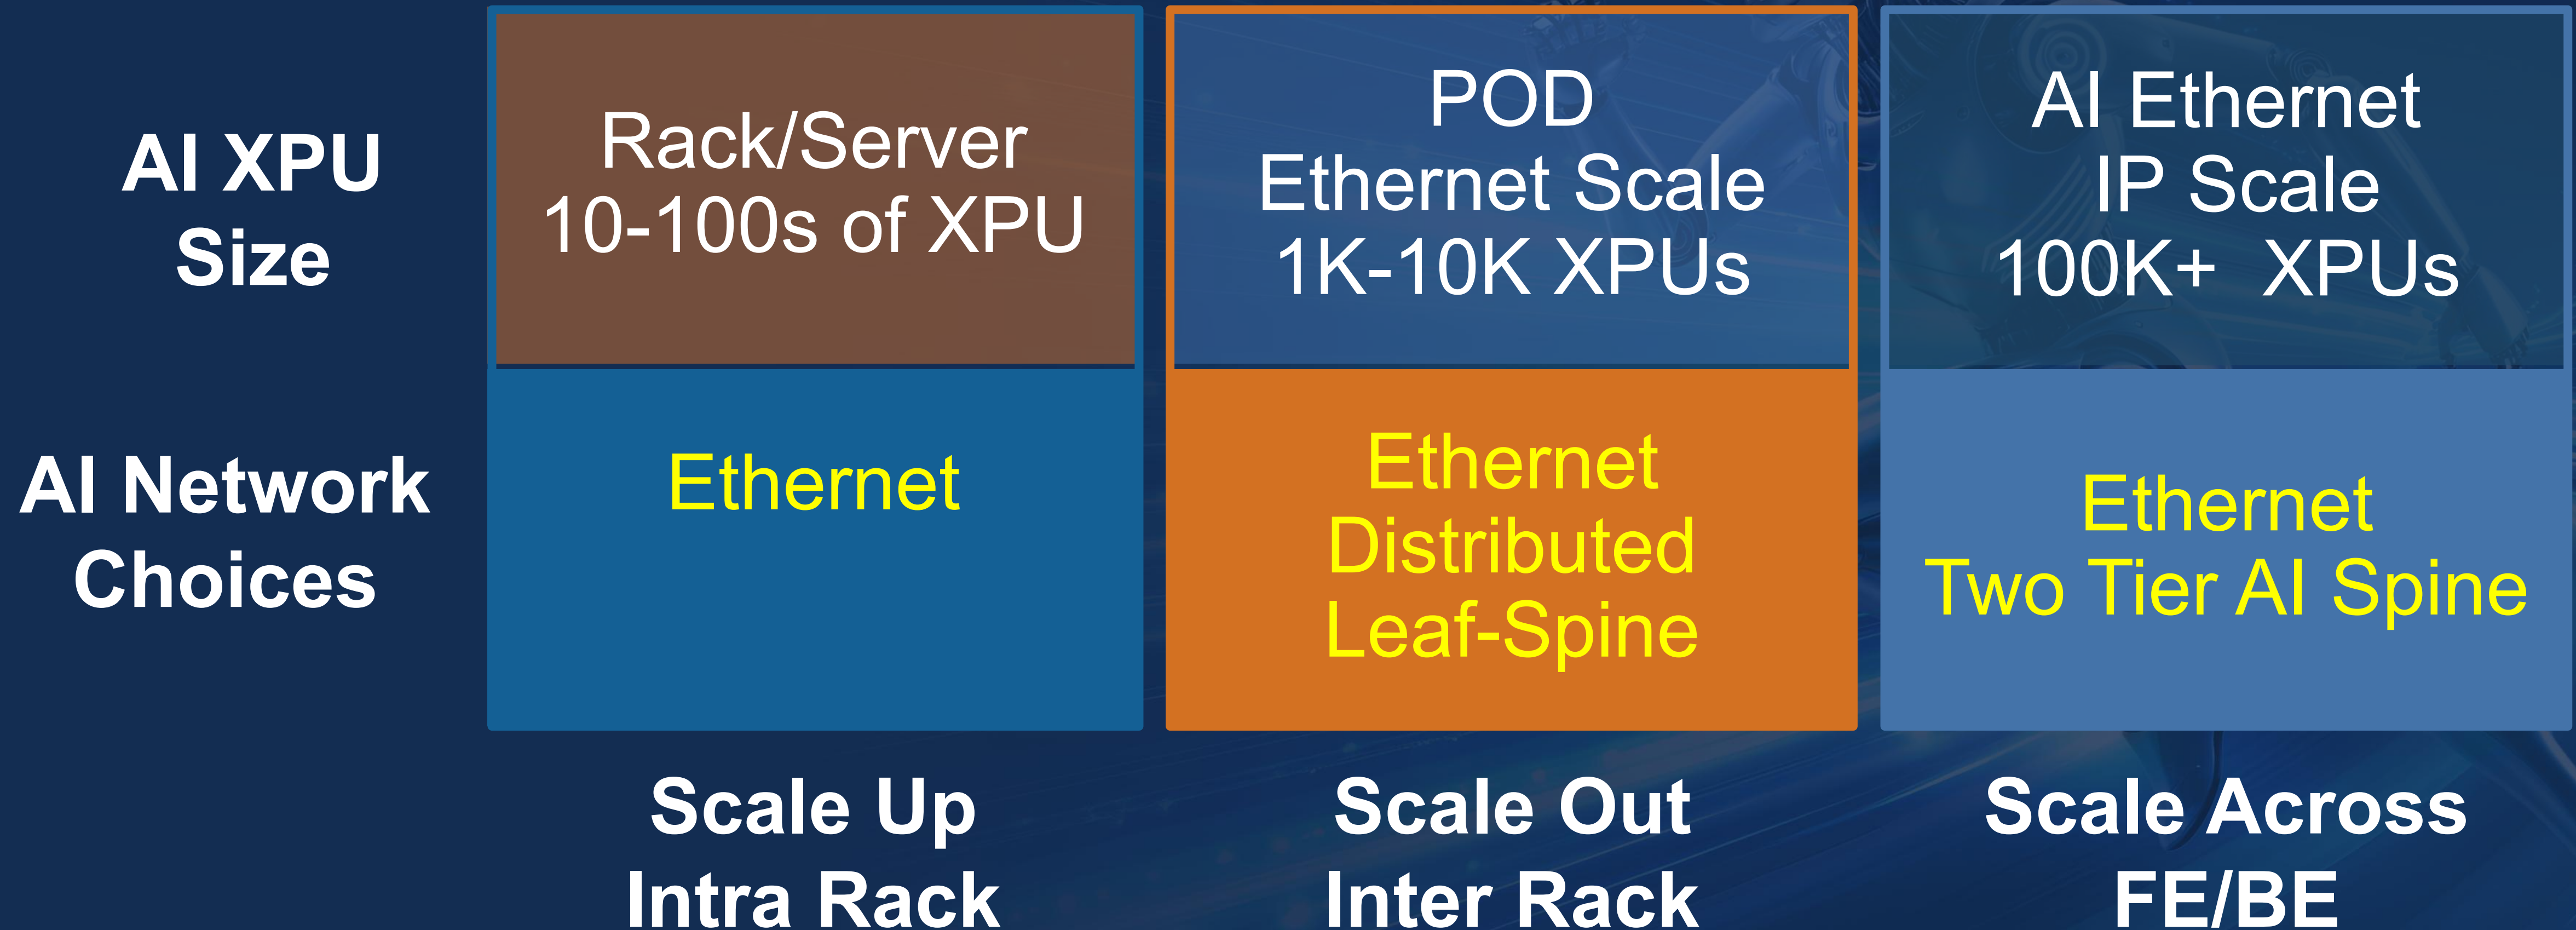 AI XPU
Size
Rack/Server
10-100s of XPU
POD
Ethernet Scale
1K-10K XPUs
AI Ethernet
IP Scale
100K+  XPUs
AI Network
Choices
Ethernet
Ethernet
Distributed
Leaf-Spine
Ethernet
Two Tier AI Spine
Scale Up
Intra Rack
Scale Out
Inter Rack
Scale Across
FE/BE